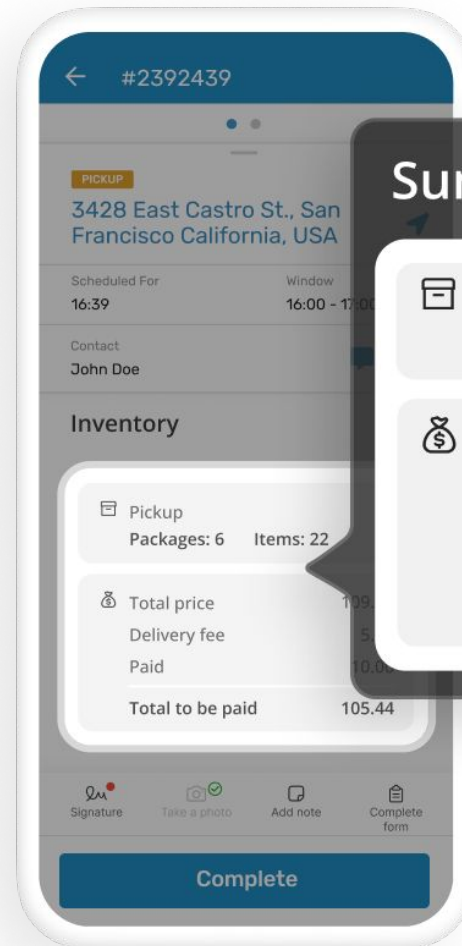 #2392439
PICKUP
3428 East Castro St., San
Francisco California, USA
Scheduled For
Window
16:39
16:00 -
Contact
John Doe
Inventory
Pickup
Packages: 6 Items: 22
Total price
Delivery fee
Paid
Total to be paid 105.44
Signature
Take a photo
Add note
Complete
form
Complete